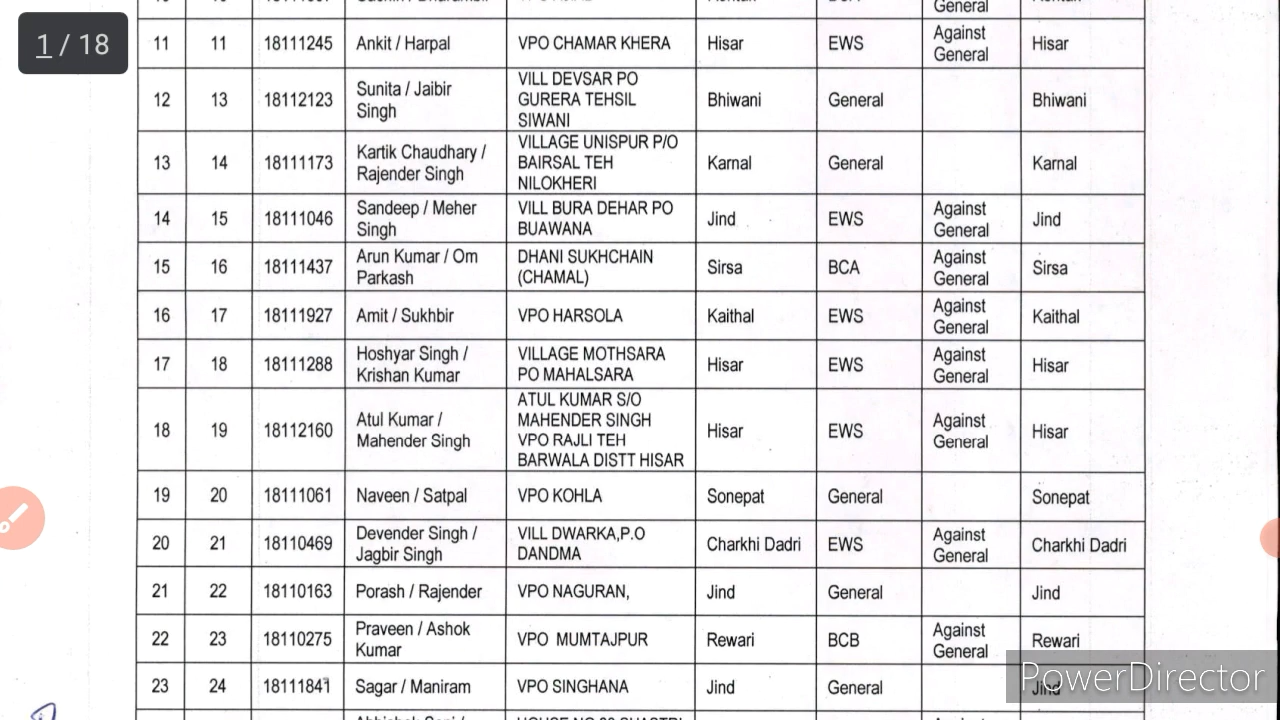 1 / 18
General
11 11 18111245 Ankit / Harpal VPO CHAMAR KHERA Hisar EWS Against General Hisar
12 13 18112123 Sunita / Jaibir Singh VILL DEVSAR PO GURERA TEHSIL SIWANI Bhiwani General Bhiwani
13 14 18111173 Kartik Chaudhary / Rajender Singh VILLAGE UNISPUR P/O BAIRSAL TEH NILOKHERI Karnal General Karnal
14 15 18111046 Sandeep / Meher Singh VILL BURA DEHAR PO BUAWANA Jind EWS Against General Jind
15 16 18111437 Arun Kumar / Om Parkash DHANI SUKHCHAIN (CHAMAL) Sirsa BCA Against General Sirsa
16 17 18111927 Amit / Sukhbir VPO HARSOLA Kaithal EWS Against General Kaithal
17 18 18111288 Hoshyar Singh / Krishan Kumar VILLAGE MOTHSARA PO MAHALSARA Hisar EWS Against General Hisar
18 19 18112160 Atul Kumar / Mahender Singh ATUL KUMAR S/O MAHENDER SINGH VPO RAJLI TEH BARWALA DISTT HISAR Hisar EWS Against General Hisar
19 20 18111061 Naveen / Satpal VPO KOHLA Sonepat General Sonepat
20 21 18110469 Devender Singh / Jagbir Singh VILL DWARKA,P.O DANDMA Charkhi Dadri EWS Against General Charkhi Dadri
21 22 18110163 Porash / Rajender VPO NAGURAN, Jind General Jind
22 23 18110275 Praveen / Ashok Kumar VPO MUMTAJPUR Rewari BCB Against General Rewari
23 24 18111841 Sagar / Maniram VPO SINGHANA Jind General Jind
PowerDirector